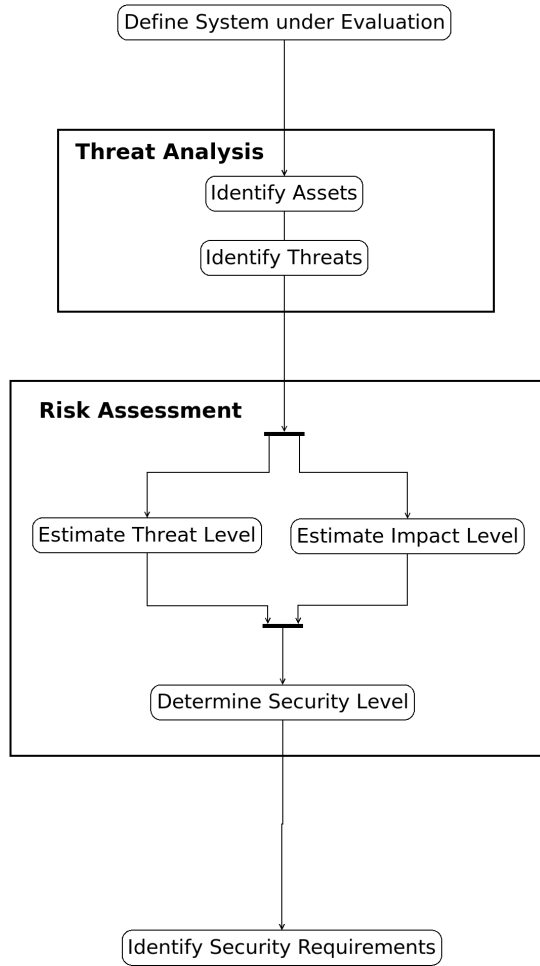 Define System under Evaluation
Threat Analysis
Identify Assets
Identify Threats
Risk Assessment
Estimate Threat Level
Estimate Impact Level
Determine Security Level
Identify Security Requirements